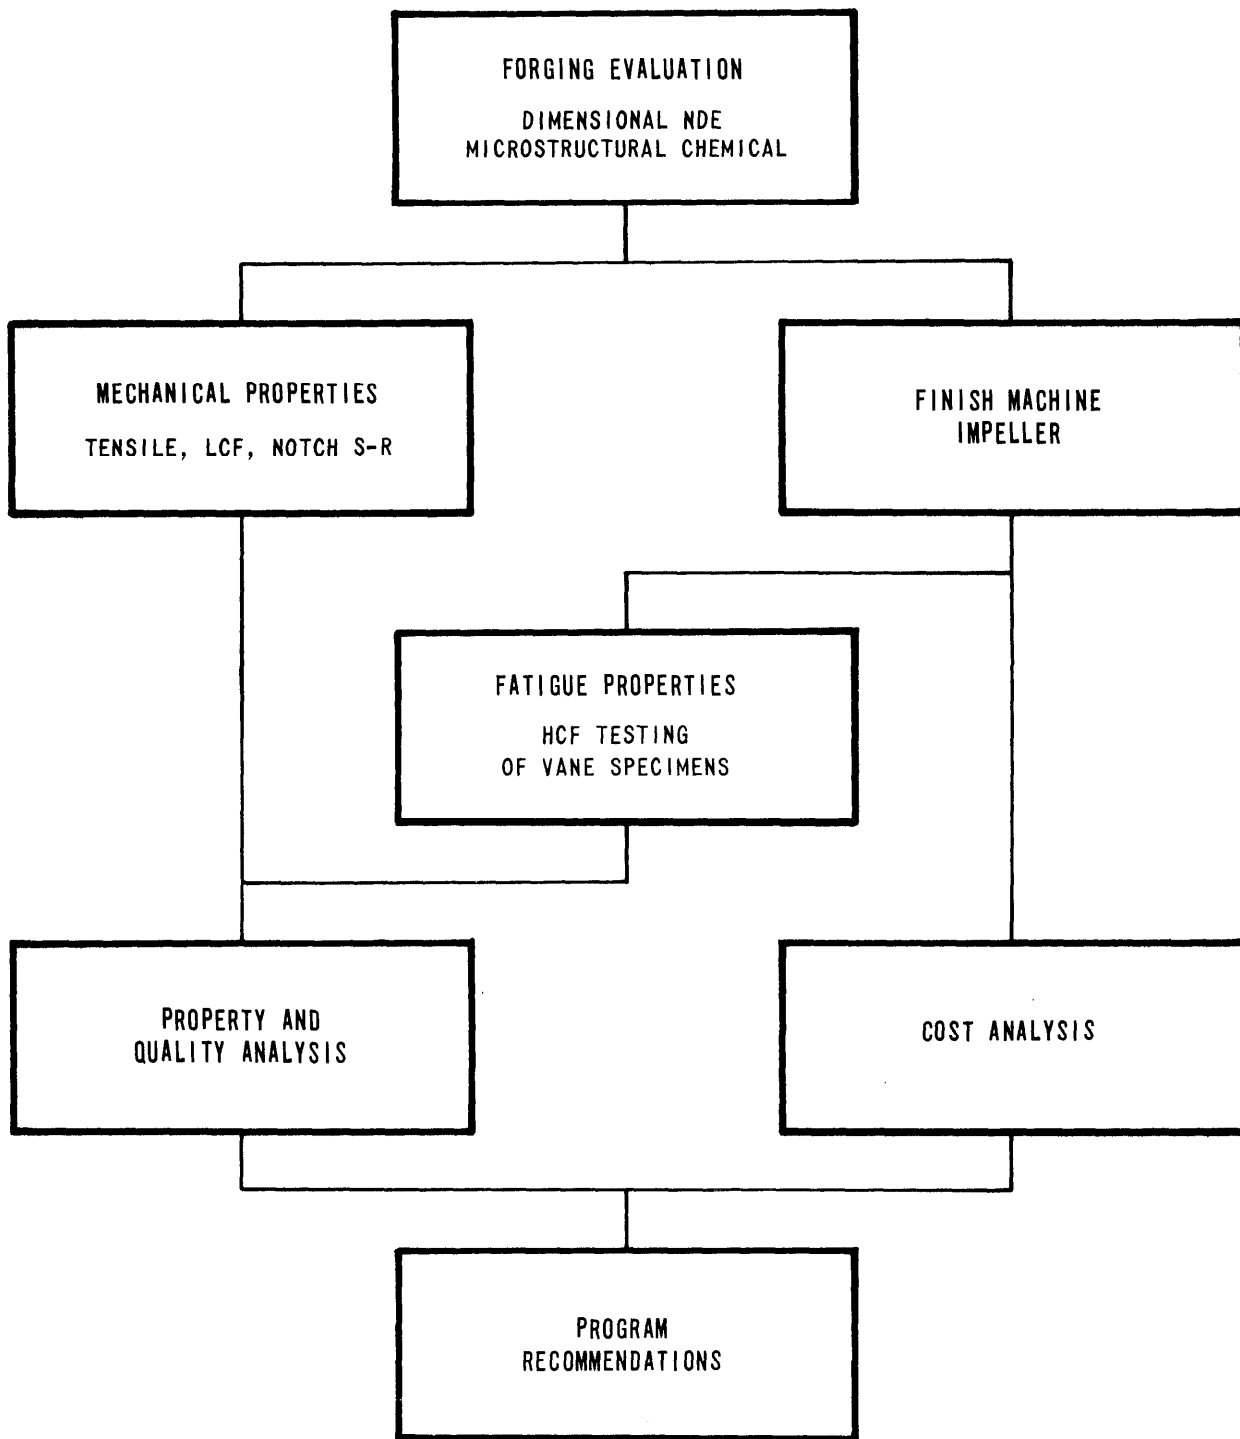 FORGING EVALUATION
DIMENSIONAL NDE
MICROSTRUCTURAL CHEMICAL
MECHANICAL PROPERTIES
TENSILE, LCF, NOTCH S-R
FINISH MACHINE
IMPELLER
FATIGUE PROPERTIES
HCF TESTING
OF VANE SPECIMENS
PROPERTY AND
QUALITY ANALYSIS
COST ANALYSIS
PROGRAM
RECOMMENDATIONS